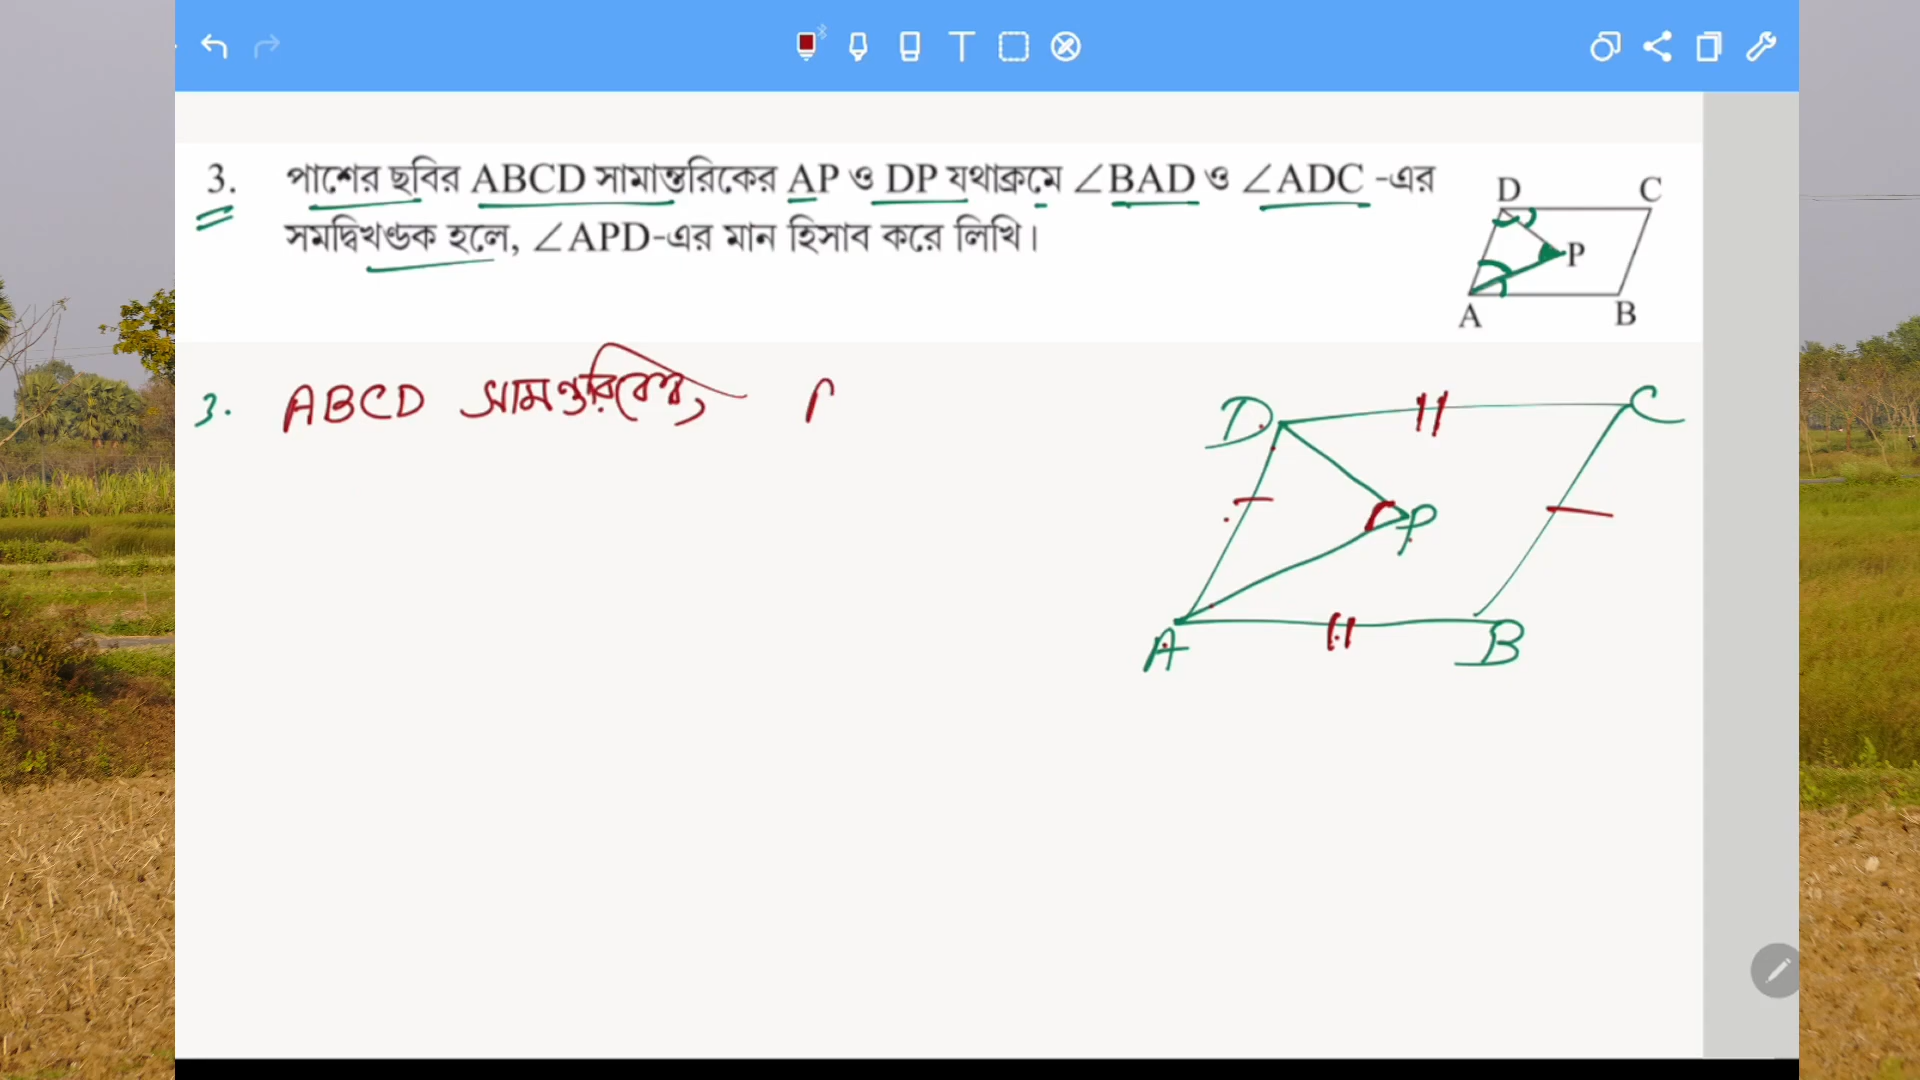 3. পাশের ছবির ABCD সামান্তরিকের AP ও DP যথাক্রমে ∠BAD ও ∠ADC -এর
সমদ্বিখণ্ডক হলে, ∠APD-এর মান হিসাব করে লিখি।
D C
P
A B
3. ABCD সামন্তরিকের,
D C
P
A B